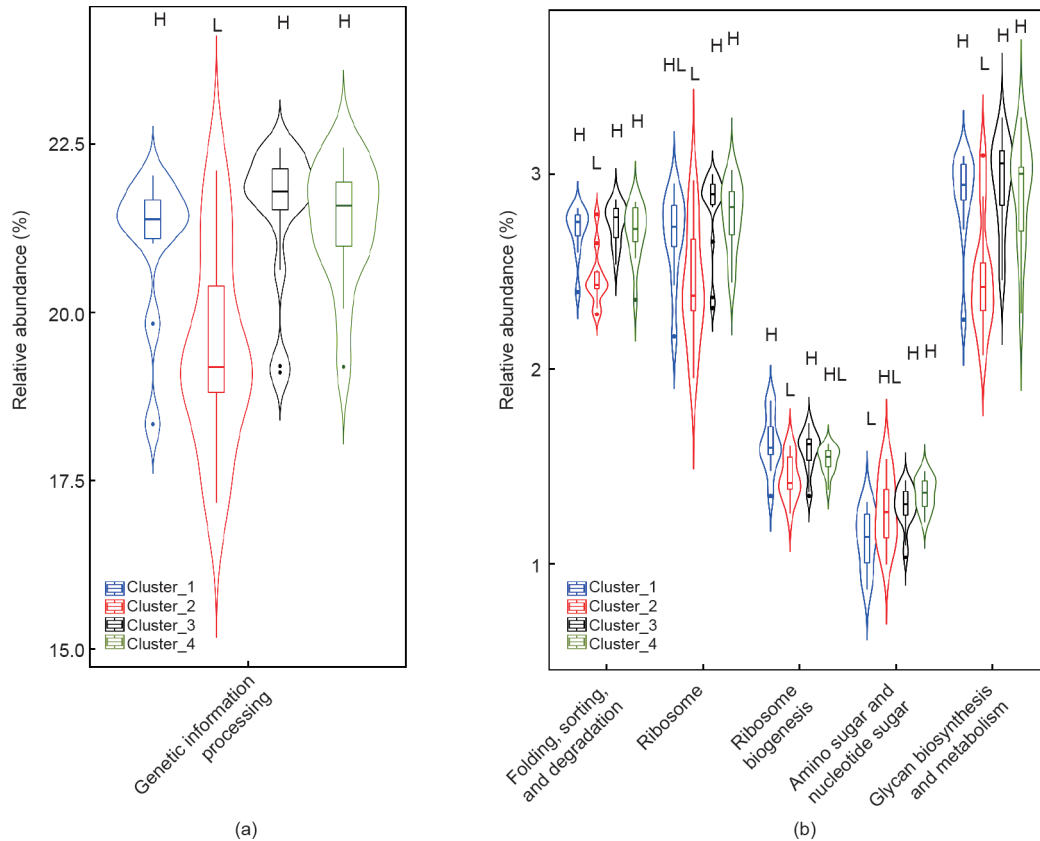 H
L
H
H
Relative abundance (%)
22.5
20.0
17.5
15.0
Cluster_1
Cluster_2
Cluster_3
Cluster_4
Genetic information
processing
(a)
H
L
H
H
HL
L
H
H
H
L
H
HL
L
HL
H
H
H
L
H
H
Relative abundance (%)
3
2
1
Cluster_1
Cluster_2
Cluster_3
Cluster_4
Folding, sorting,
and degradation
Ribosome
Ribosome
biogenesis
Amino sugar and
nucleotide sugar
Glycan biosynthesis
and metabolism
(b)